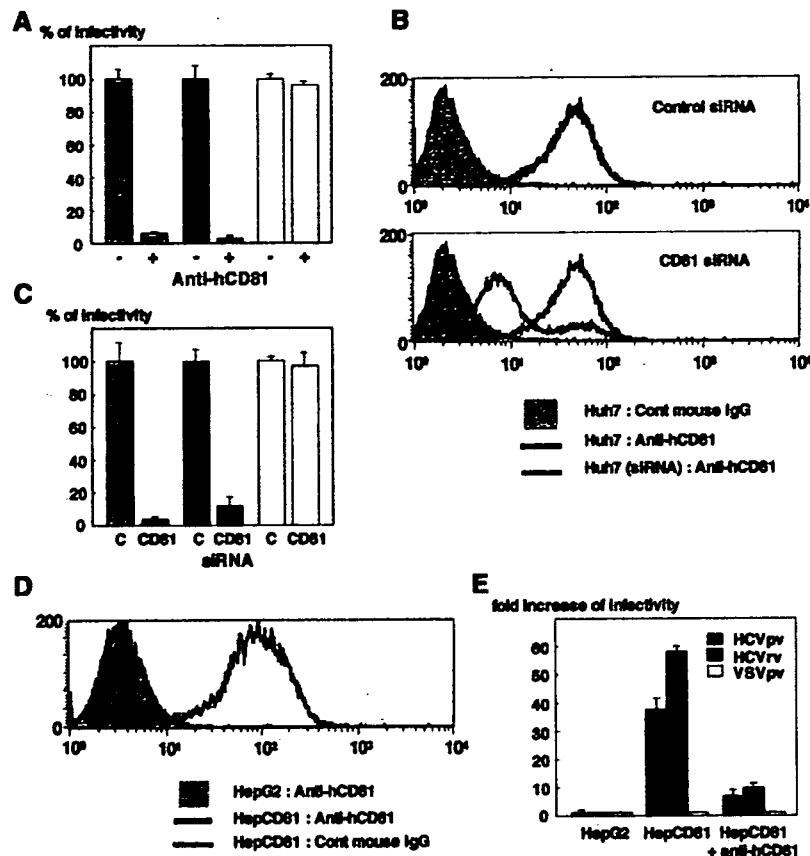 A
% of infectivity
100
80
60
40
20
0
- + - + - +
Anti-hCD81
B
200
Control siRNA
0
10⁰ 10¹ 10² 10³ 10⁴
200
CD81 siRNA
0
10⁰ 10¹ 10² 10³
Huh7 : Cont mouse IgG
Huh7 : Anti-hCD81
Huh7 (siRNA) : Anti-hCD81
C
% of infectivity
100
80
60
40
20
0
C CD81 C CD81 C CD81
siRNA
D
200
0
10⁰ 10¹ 10² 10³ 10⁴
HepG2 : Anti-hCD81
HepCD81 : Anti-hCD81
HepCD81 : Cont mouse IgG
E
fold increase of infectivity
60
50
40
30
20
10
0
HCVpv
HCVrv
VSVpv
HepG2 HepCD81 HepCD81
+ anti-hCD81